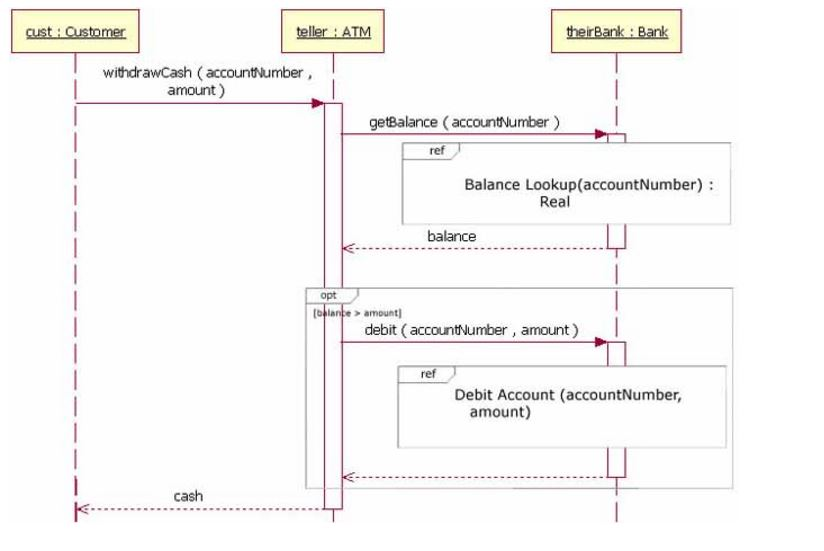 cust : Customer
teller : ATM
theirBank : Bank
withdrawCash ( accountNumber ,
amount )
getBalance ( accountNumber )
ref
Balance Lookup(accountNumber) :
Real
balance
opt
[balance > amount]
debit ( accountNumber , amount )
ref
Debit Account (accountNumber,
amount)
cash